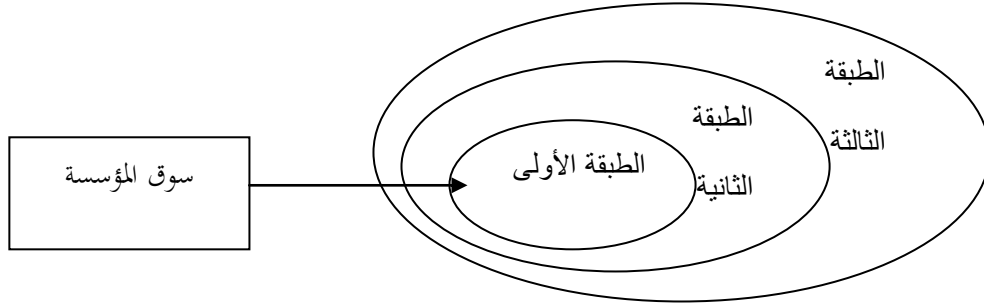 الطبقة
الثالثة
الطبقة
الثانية
الطبقة الأولى
سوق المؤسسة